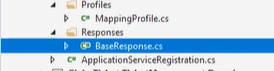 Profiles
C# MappingProfile.cs
Responses
C# BaseResponse.cs
C# ApplicationServiceRegistration.cs